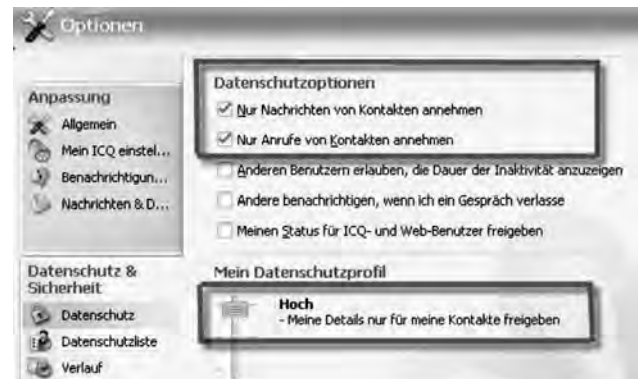 Optionen
Anpassung
Allgemein
Mein ICQ einstel...
Benachrichtigun...
Nachrichten & D...
Datenschutz &
Sicherheit
Datenschutz
Datenschutzliste
Verlauf
Datenschutzoptionen
Nur Nachrichten von Kontakten annehmen
Nur Anrufe von Kontakten annehmen
Anderen Benutzern erlauben, die Dauer der Inaktivität anzuzeigen
Andere benachrichtigen, wenn ich ein Gespräch verlasse
Meinen Status für ICQ- und Web-Benutzer freigeben
Mein Datenschutzprofil
Hoch
- Meine Details nur für meine Kontakte freigeben